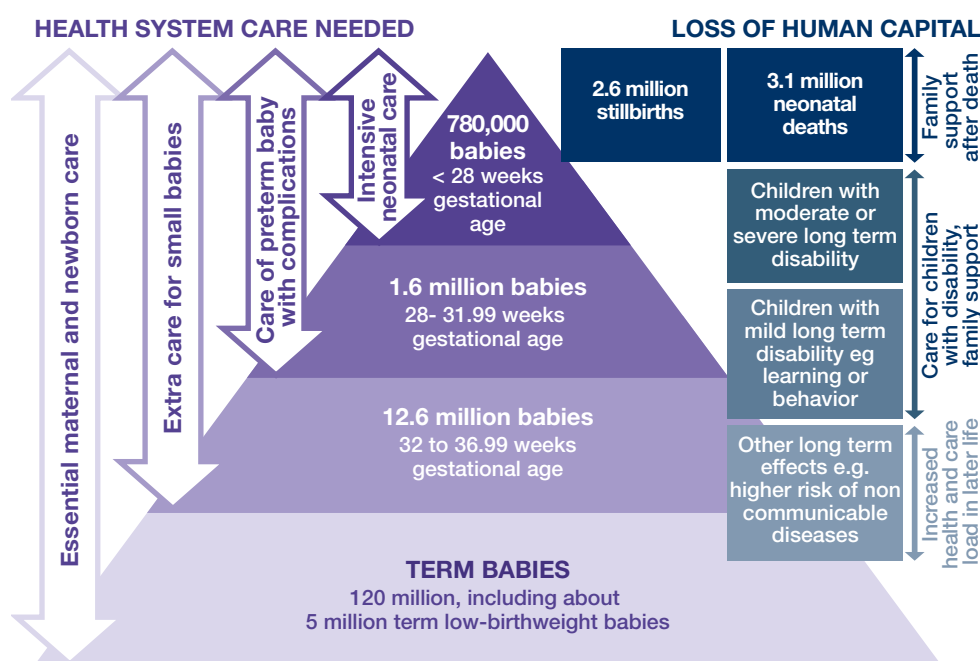 HEALTH SYSTEM CARE NEEDED
LOSS OF HUMAN CAPITAL
Essential maternal and newborn care
Extra care for small babies
Care of preterm baby
with complications
Intensive
neonatal care
780,000
babies
< 28 weeks
gestational
age
1.6 million babies
28- 31.99 weeks
gestational age
12.6 million babies
32 to 36.99 weeks
gestational age
TERM BABIES
120 million, including about
5 million term low-birthweight babies
2.6 million
stillbirths
3.1 million
neonatal
deaths
Family
support
after death
Children with
moderate or
severe long term
disability
Children with
mild long term
disability eg
learning or
behavior
Care for children
with disability,
family support
Other long term
effects e.g.
higher risk of non
communicable
diseases
Increased
health and care
load in later life